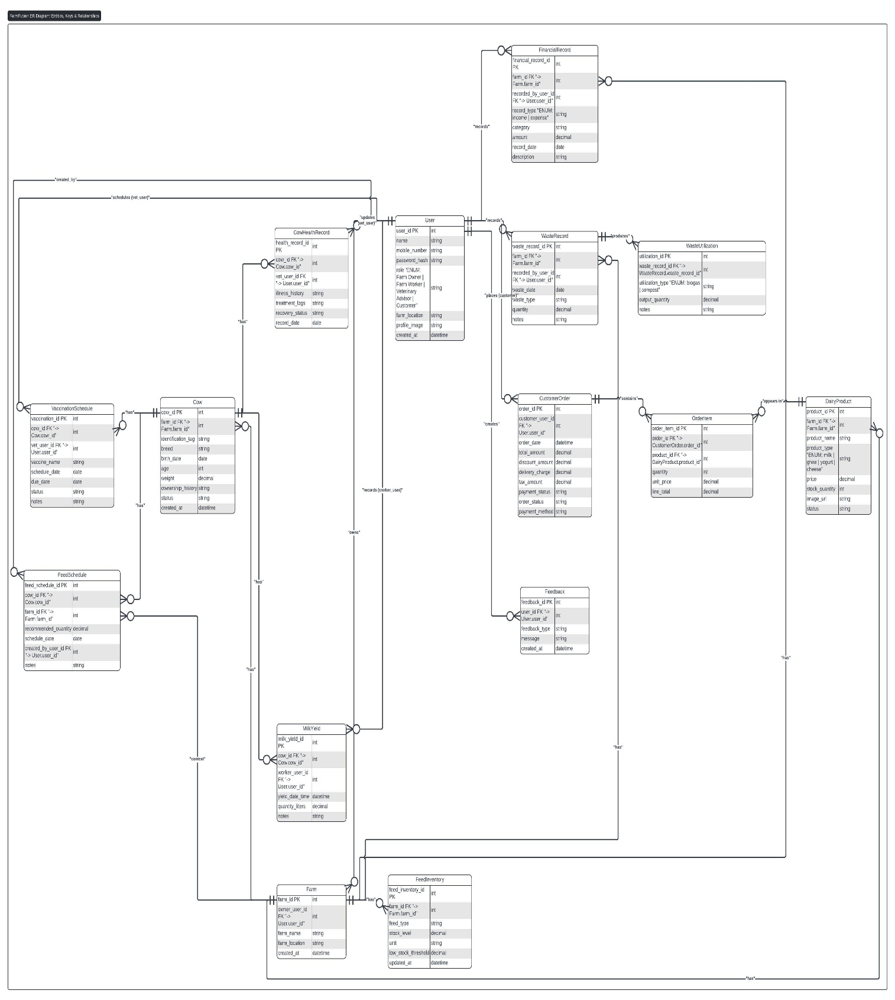 FarmFusion ER Diagram: Entities, Keys & Relationships
FinancialRecord
financial_record_id
PK
int
farm_id FK "->
Farm.farm_id"
int
recorded_by_user_id
FK "-> User.user_id"
int
record_type "ENUM:
income | expense"
string
category
string
amount
decimal
record_date
date
description
string
"records"
"created_by"
"schedules (vet_user)"
"updates
(vet_user)"
"records"
User
user_id PK
int
name
string
mobile_number
string
password_hash
string
role "ENUM:
Farm Owner |
Farm Worker |
Veterinary
Advisor |
Customer"
string
farm_location
string
profile_image
string
created_at
datetime
CowHealthRecord
health_record_id
PK
int
cow_id FK "->
Cow.cow_id"
int
vet_user_id FK
"-> User.user_id"
int
illness_history
string
treatment_logs
string
recovery_status
string
record_date
date
WasteRecord
waste_record_id PK
int
farm_id FK "->
Farm.farm_id"
int
recorded_by_user_id
FK "-> User.user_id"
int
waste_date
date
waste_type
string
quantity
decimal
notes
string
"produces"
WasteUtilization
utilization_id PK
int
waste_record_id FK "->
WasteRecord.waste_record_id"
int
utilization_type "ENUM: biogas
| compost"
string
output_quantity
decimal
notes
string
"places (customer)"
"has"
VaccinationSchedule
vaccination_id PK
int
cow_id FK "->
Cow.cow_id"
int
vet_user_id FK "->
User.user_id"
int
vaccine_name
string
schedule_date
date
due_date
date
status
string
notes
string
"has"
Cow
cow_id PK
int
farm_id FK "->
Farm.farm_id"
int
identification_tag
string
breed
string
birth_date
date
age
int
weight
decimal
ownership_history
string
status
string
created_at
datetime
"has"
"records (worker_user)"
"owns"
"creates"
CustomerOrder
order_id PK
int
customer_user_id
FK "->
User.user_id"
int
order_date
datetime
total_amount
decimal
discount_amount
decimal
delivery_charge
decimal
tax_amount
decimal
payment_status
string
order_status
string
payment_method
string
"contains"
OrderItem
order_item_id PK
int
order_id FK "->
CustomerOrder.order_id"
int
product_id FK "->
DairyProduct.product_id"
int
quantity
int
unit_price
decimal
line_total
decimal
"appears in"
DairyProduct
product_id PK
int
farm_id FK "->
Farm.farm_id"
int
product_name
string
product_type
"ENUM: milk |
ghee | yogurt |
cheese"
string
price
decimal
stock_quantity
int
image_url
string
status
string
FeedSchedule
feed_schedule_id PK
int
cow_id FK "->
Cow.cow_id"
int
farm_id FK "->
Farm.farm_id"
int
recommended_quantity
decimal
schedule_date
date
created_by_user_id FK
"-> User.user_id"
int
notes
string
"has"
"has"
"context"
Feedback
feedback_id PK
int
user_id FK "->
User.user_id"
int
feedback_type
string
message
string
created_at
datetime
"has"
"has"
MilkYield
milk_yield_id
PK
int
cow_id FK "->
Cow.cow_id"
int
worker_user_id
FK "->
User.user_id"
int
yield_date_time
datetime
quantity_liters
decimal
notes
string
Farm
farm_id PK
int
owner_user_id
FK "->
User.user_id"
int
farm_name
string
farm_location
string
created_at
datetime
"has"
FeedInventory
feed_inventory_id
PK
int
farm_id FK "->
Farm.farm_id"
int
feed_type
string
stock_level
decimal
unit
string
low_stock_threshold
decimal
updated_at
datetime
"has"